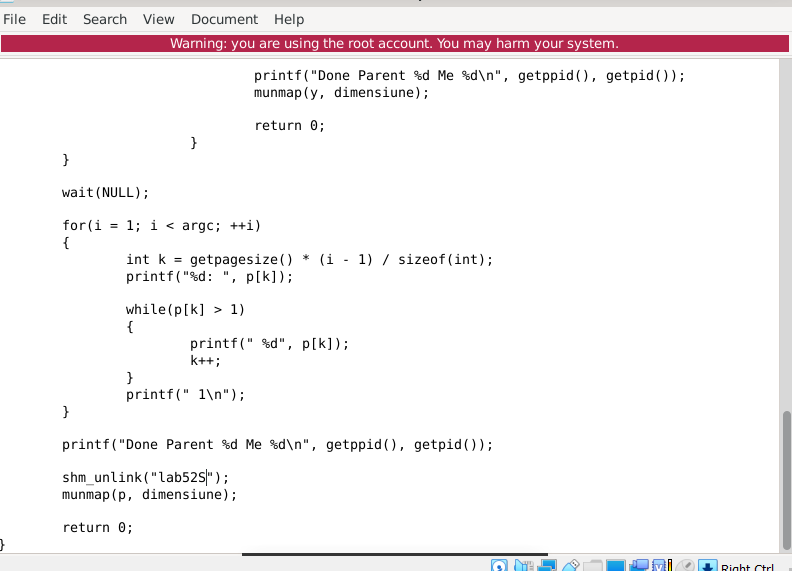 File Edit Search View Document Help
Warning: you are using the root account. You may harm your system.
printf("Done Parent %d Me %d\n", getppid(), getpid());
munmap(y, dimensiune);
return 0;
}
}
wait(NULL);
for(i = 1; i < argc; ++i)
{
int k = getpagesize() * (i - 1) / sizeof(int);
printf("%d: ", p[k]);
while(p[k] > 1)
{
printf(" %d", p[k]);
k++;
}
printf(" 1\n");
}
printf("Done Parent %d Me %d\n", getppid(), getpid());
shm_unlink("lab52S");
munmap(p, dimensiune);
return 0;
}
Right Ctrl